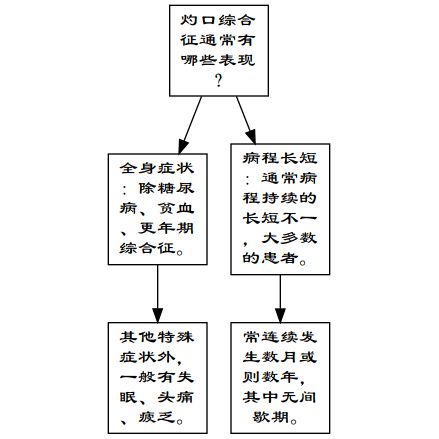 灼口综合
征通常有
哪些表现
？
全身症状
：除糖尿
病、贫血
、更年期
综合征。
病程长短
：通常病
程持续的
长短不一
，大多数
的患者。
其他特殊
症状外，
一般有失
眠、头痛
、疲乏。
常连续发
生数月或
则数年，
其中无间
歇期。